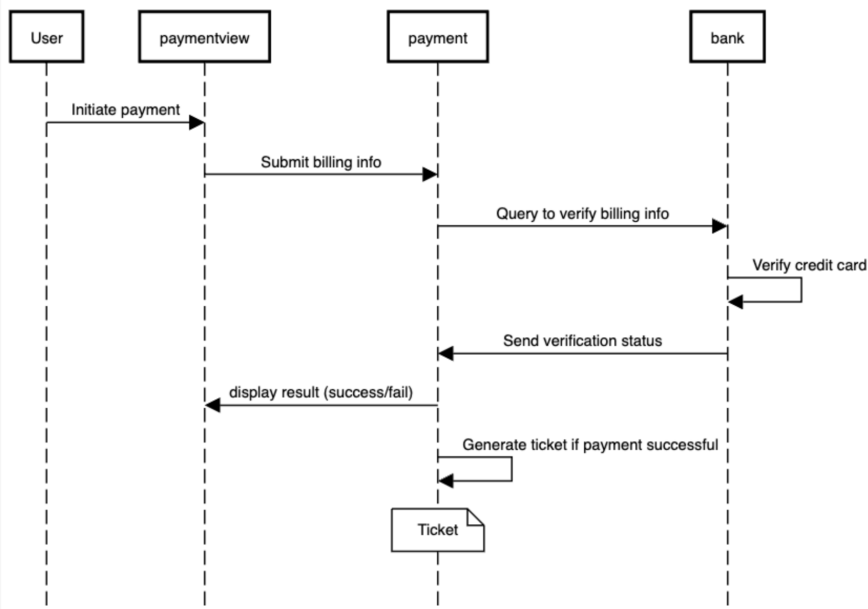 User
paymentview
payment
bank
Initiate payment
Submit billing info
Query to verify billing info
Verify credit card
Send verification status
display result (success/fail)
Generate ticket if payment successful
Ticket